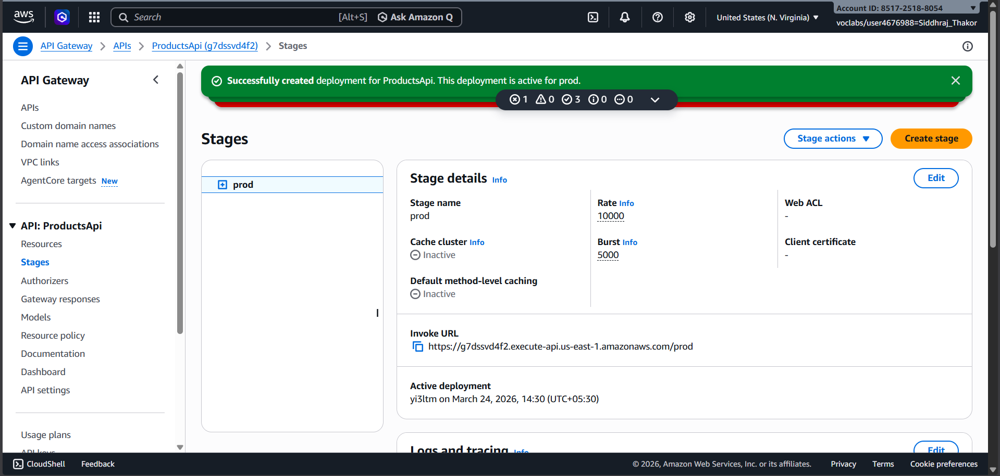 aws
Search [Alt+S] Ask Amazon Q
United States (N. Virginia)
Account ID: 8517-2518-8054
voclabs/user4676988=Siddhraj_Thakor
API Gateway
APIs
ProductsApi (g7dssvd4f2)
Stages
API Gateway
APIs
Custom domain names
Domain name access associations
VPC links
AgentCore targets New
API: ProductsApi
Resources
Stages
Authorizers
Gateway responses
Models
Resource policy
Documentation
Dashboard
API settings
Usage plans
API keys
Successfully created deployment for ProductsApi. This deployment is active for prod.
1 0 3 0 0
Stages
Stage actions
Create stage
prod
Stage details Info
Edit
Stage name
prod
Cache cluster Info
Inactive
Default method-level caching
Inactive
Rate Info
10000
Burst Info
5000
Web ACL
-
Client certificate
-
Invoke URL
https://g7dssvd4f2.execute-api.us-east-1.amazonaws.com/prod
Active deployment
yi3ltm on March 24, 2026, 14:30 (UTC+05:30)
Logs and tracing Info
Edit
CloudShell
Feedback
© 2026, Amazon Web Services, Inc. or its affiliates.
Privacy
Terms
Cookie preferences